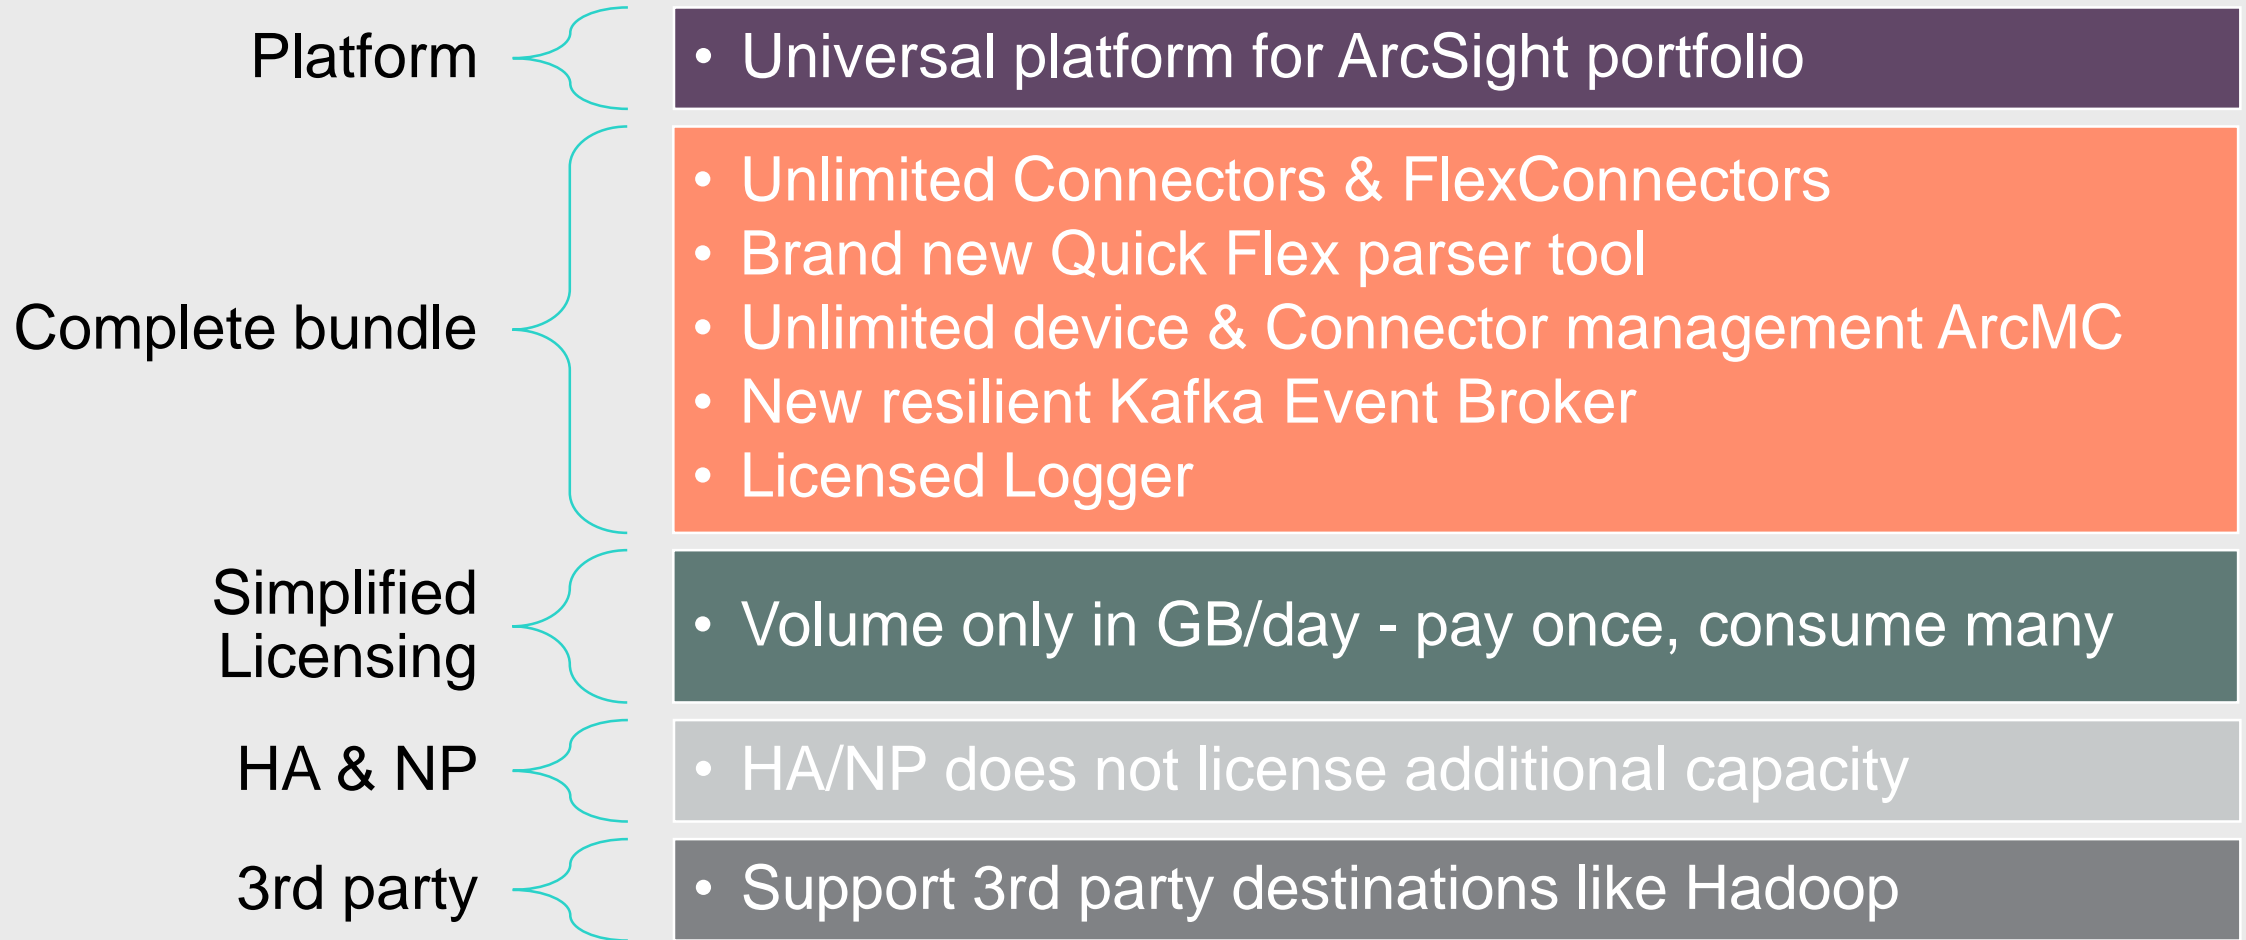 Platform
• Universal platform for ArcSight portfolio
Complete bundle
• Unlimited Connectors & FlexConnectors
• Brand new Quick Flex parser tool
• Unlimited device & Connector management ArcMC
• New resilient Kafka Event Broker
• Licensed Logger
Simplified
Licensing
• Volume only in GB/day - pay once, consume many
HA & NP
• HA/NP does not license additional capacity
3rd party
• Support 3rd party destinations like Hadoop